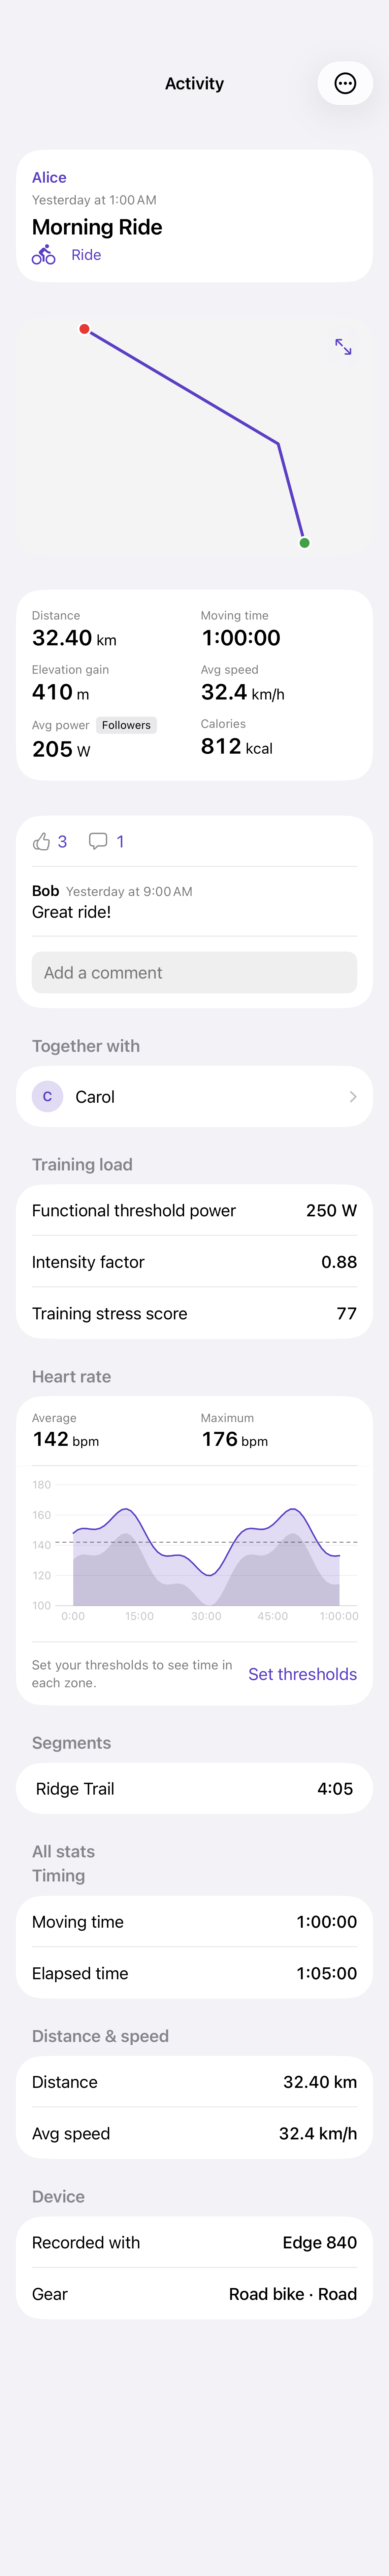 Activity
Alice
Yesterday at 1:00 AM
Morning Ride
Ride
Distance
32.40 km
Moving time
1:00:00
Elevation gain
410 m
Avg speed
32.4 km/h
Avg power Followers
205 W
Calories
812 kcal
3 1
Bob Yesterday at 9:00 AM
Great ride!
Add a comment
Together with
C Carol
Training load
Functional threshold power 250 W
Intensity factor 0.88
Training stress score 77
Heart rate
Average
142 bpm
Maximum
176 bpm
180
160
140
120
100
0:00 15:00 30:00 45:00 1:00:00
Set your thresholds to see time in
each zone.
Set thresholds
Segments
Ridge Trail 4:05
All stats
Timing
Moving time 1:00:00
Elapsed time 1:05:00
Distance & speed
Distance 32.40 km
Avg speed 32.4 km/h
Device
Recorded with Edge 840
Gear Road bike · Road